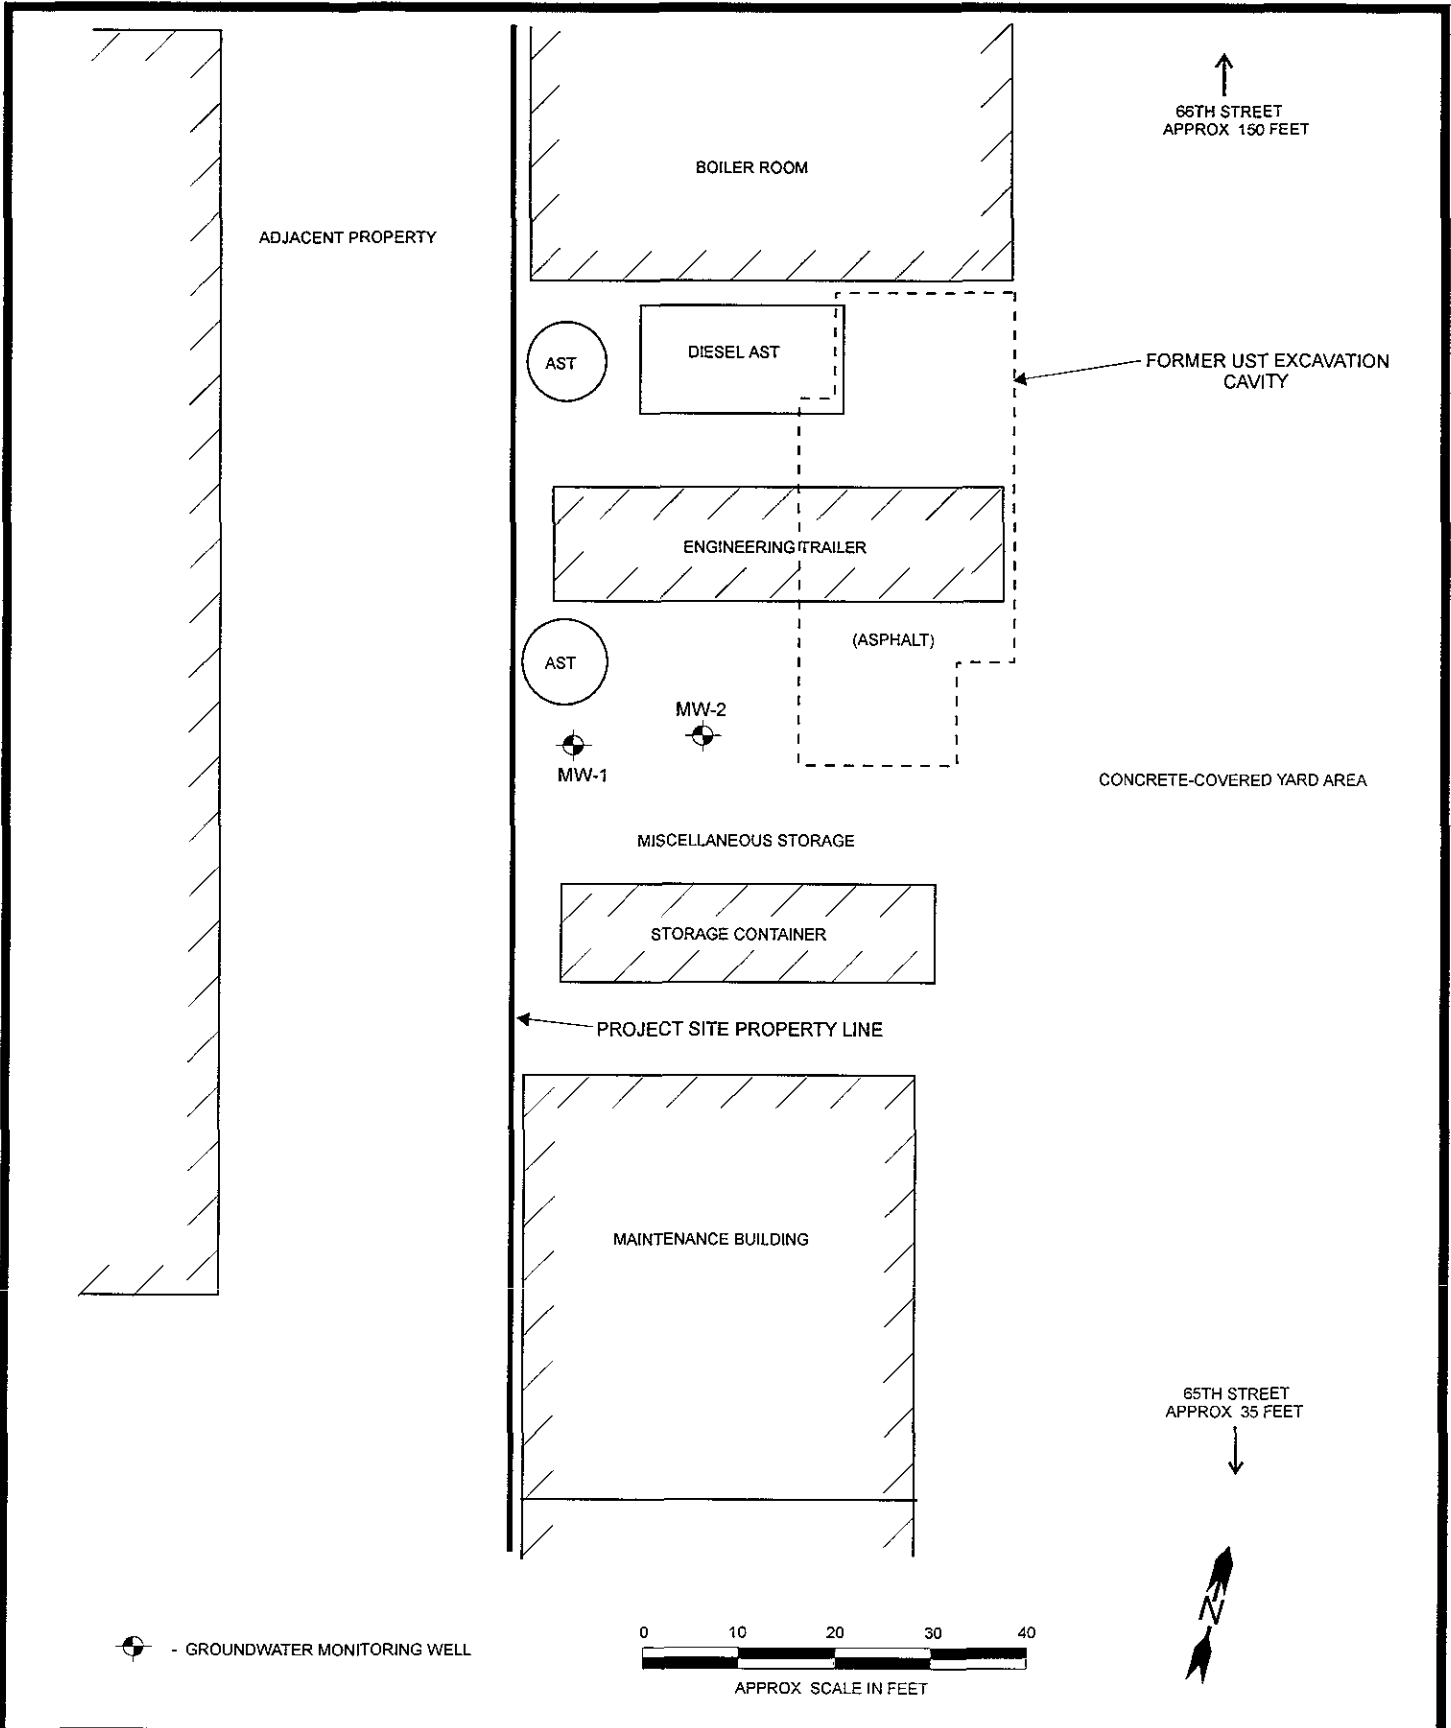 66TH STREET
APPROX 150 FEET
BOILER ROOM
ADJACENT PROPERTY
AST
DIESEL AST
FORMER UST EXCAVATION
CAVITY
ENGINEERING TRAILER
(ASPHALT)
AST
MW-2
MW-1
CONCRETE-COVERED YARD AREA
MISCELLANEOUS STORAGE
STORAGE CONTAINER
PROJECT SITE PROPERTY LINE
MAINTENANCE BUILDING
65TH STREET
APPROX 35 FEET
N
0 10 20 30 40
- GROUNDWATER MONITORING WELL
APPROX SCALE IN FEET